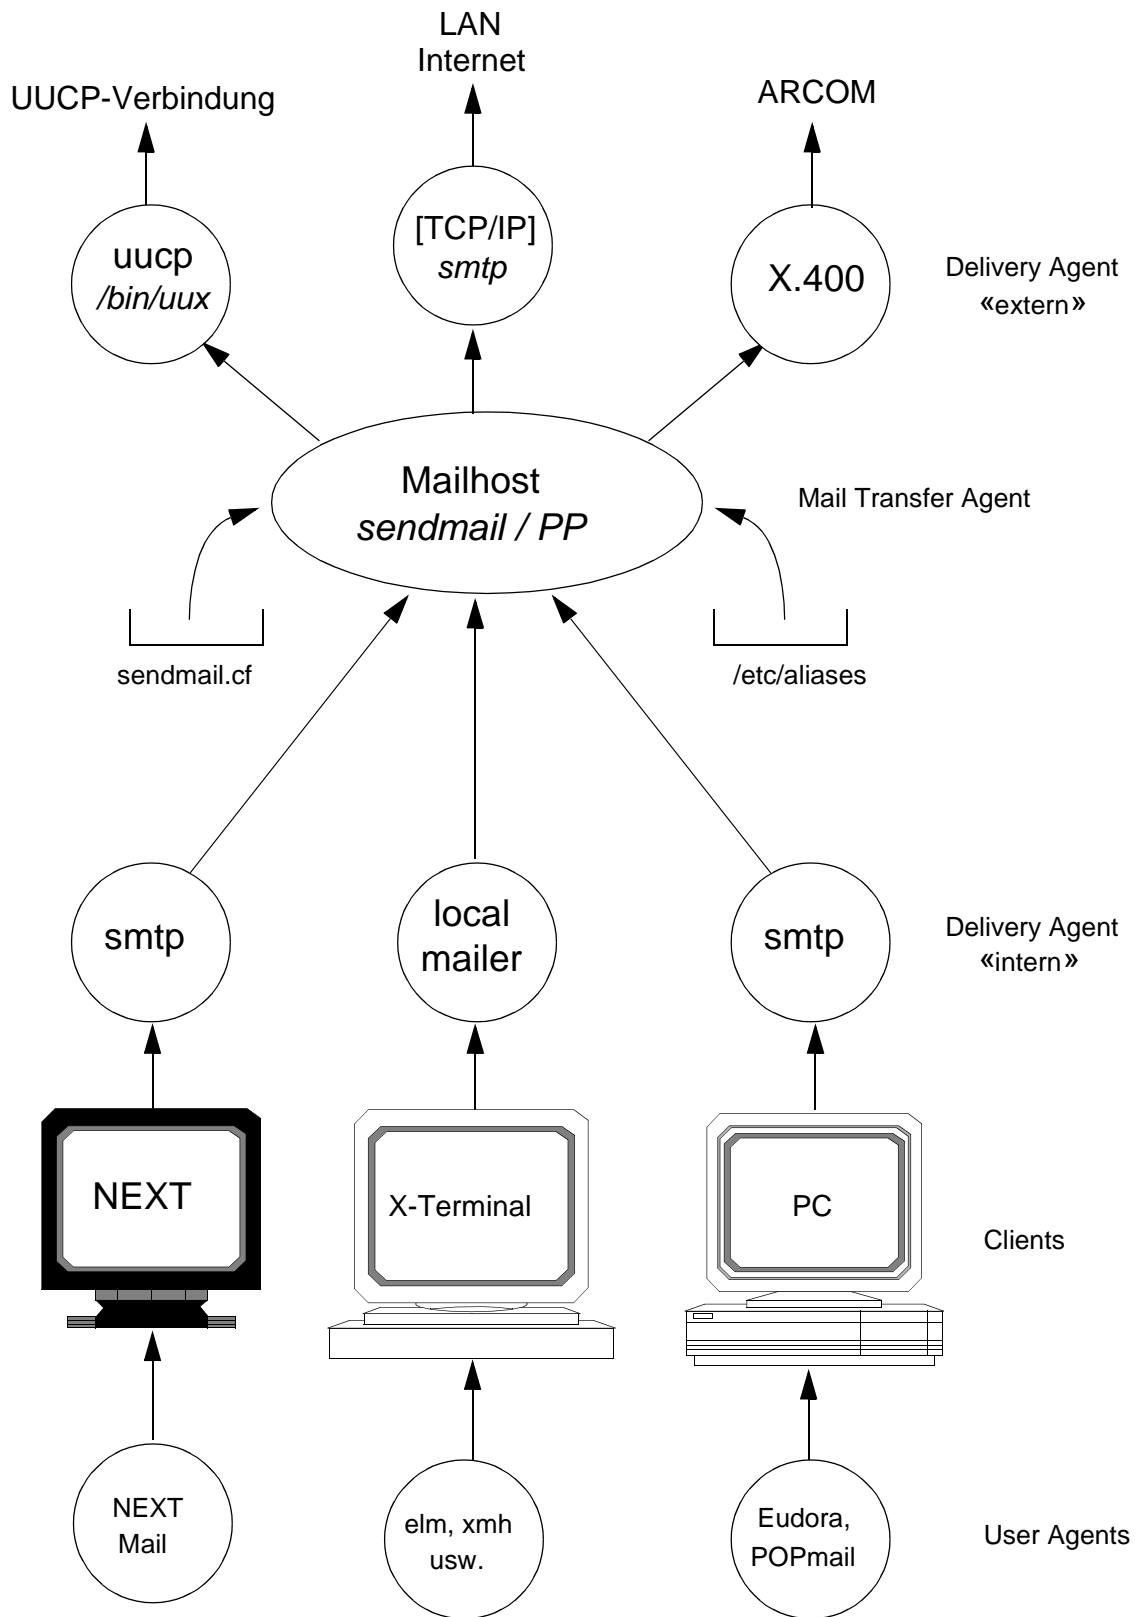 LAN
Internet
UUCP-Verbindung
ARCOM
uucp
/bin/uux
[TCP/IP]
smtp
X.400
Delivery Agent
«extern»
Mailhost
sendmail / PP
Mail Transfer Agent
sendmail.cf
/etc/aliases
smtp
local
mailer
smtp
Delivery Agent
«intern»
NEXT
X-Terminal
PC
Clients
NEXT
Mail
elm, xmh
usw.
Eudora,
POPmail
User Agents